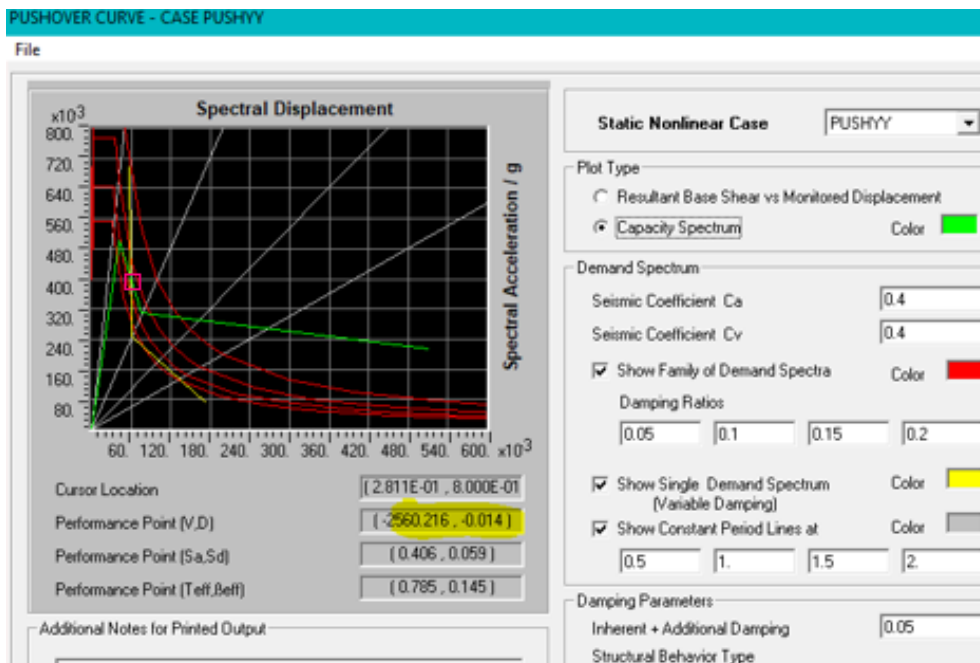 PUSHOVER CURVE - CASE PUSHYY
File
Spectral Displacement
x10³
800.
720.
640.
560.
480.
400.
320.
240.
160.
80.
Spectral Acceleration / g
60. 120. 180. 240. 300. 360. 420. 480. 540. 600. x10⁻³
Cursor Location
( 2.811E-01 , 8.000E-01
Performance Point (V,D)
( -2560.216 , -0.014 )
Performance Point (Sa,Sd)
( 0.406 , 0.059 )
Performance Point (Teff,βeff)
( 0.785 , 0.145 )
Additional Notes for Printed Output
Static Nonlinear Case
PUSHYY
Plot Type
Resultant Base Shear vs Monitored Displacement
Capacity Spectrum
Color
Demand Spectrum
Seismic Coefficient Ca
0.4
Seismic Coefficient Cv
0.4
Show Family of Demand Spectra
Color
Damping Ratios
0.05 0.1 0.15 0.2
Show Single Demand Spectrum
Color
(Variable Damping)
Show Constant Period Lines at
Color
0.5 1. 1.5 2.
Damping Parameters
Inherent + Additional Damping
0.05
Structural Behavior Type